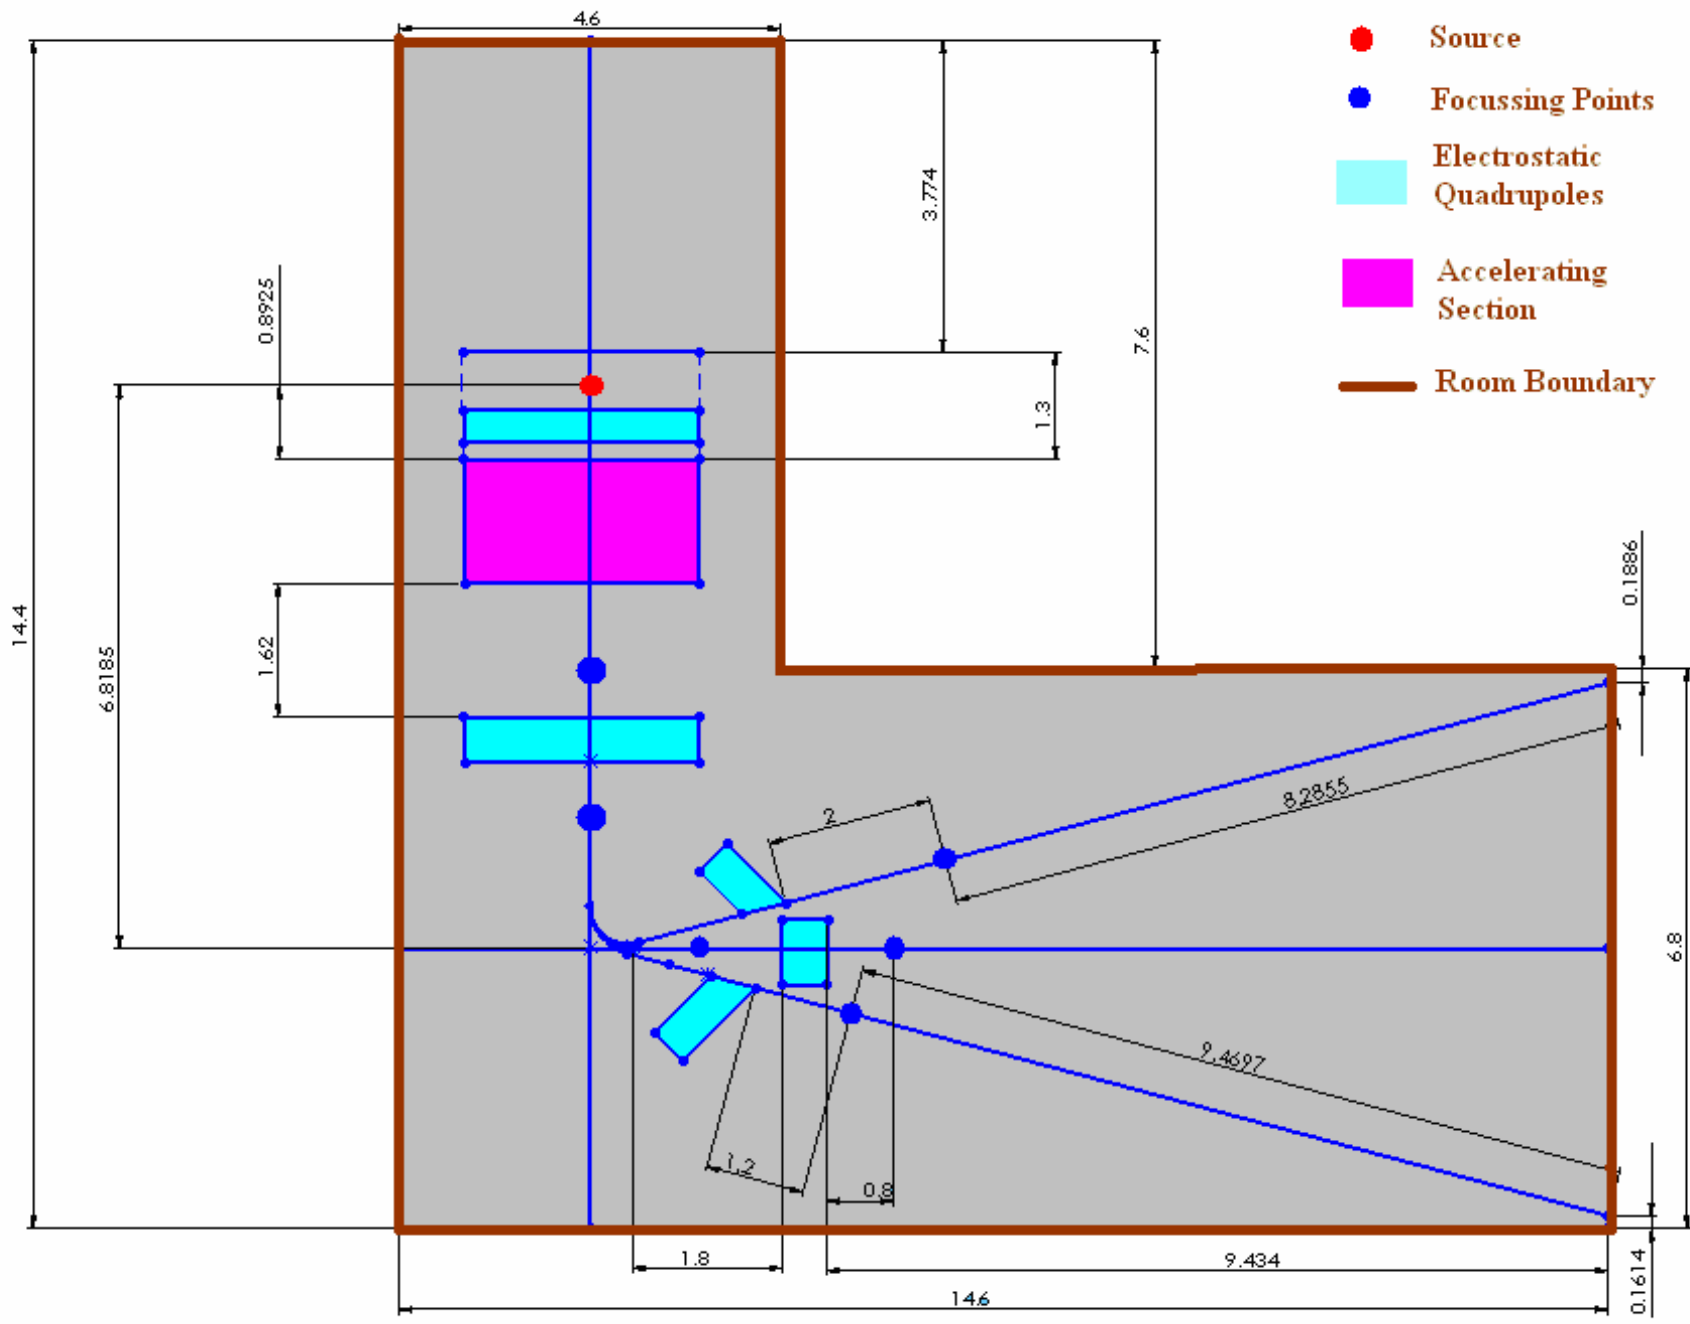 4.6
Source
Focussing Points
Electrostatic
Quadrupoles
3.774
0.8925
Accelerating
Section
7.6
Room Boundary
1.3
0.1886
14.4
6.8185
1.62
2
8.2855
6.8
9.4697
1.2
0.8
1.8
9.434
0.1614
14.6